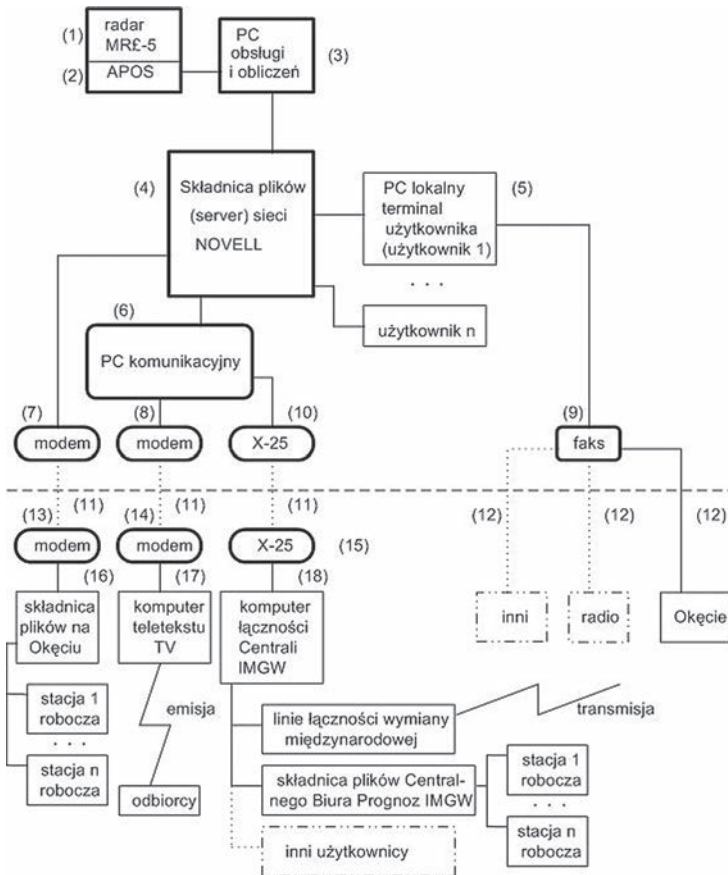 (1)
radar
MR£-5
(2)
APOS
PC
obsługi
i obliczeń
(3)
(4)
Składnica plików
(server) sieci
NOVELL
PC lokalny
terminal
użytkownika
(użytkownik 1)
(5)
. . .
użytkownik n
(6)
PC komunikacyjny
(7)
(8)
(10)
(9)
modem
modem
X-25
faks
(11)
(11)
(11)
(12)
(12)
(12)
(13)
(14)
(15)
modem
modem
X-25
(16)
(17)
(18)
składnica
plików na
Okęciu
komputer
teletekstu
TV
komputer
łączności
Centrali
IMGW
inni
radio
Okęcie
stacja 1
robocza
. . .
stacja n
robocza
emisja
odbiorcy
linie łączności wymiany
międzynarodowej
transmisja
składnica plików Central-
nego Biura Prognoz IMGW
stacja 1
robocza
. . .
stacja n
robocza
inni użytkownicy